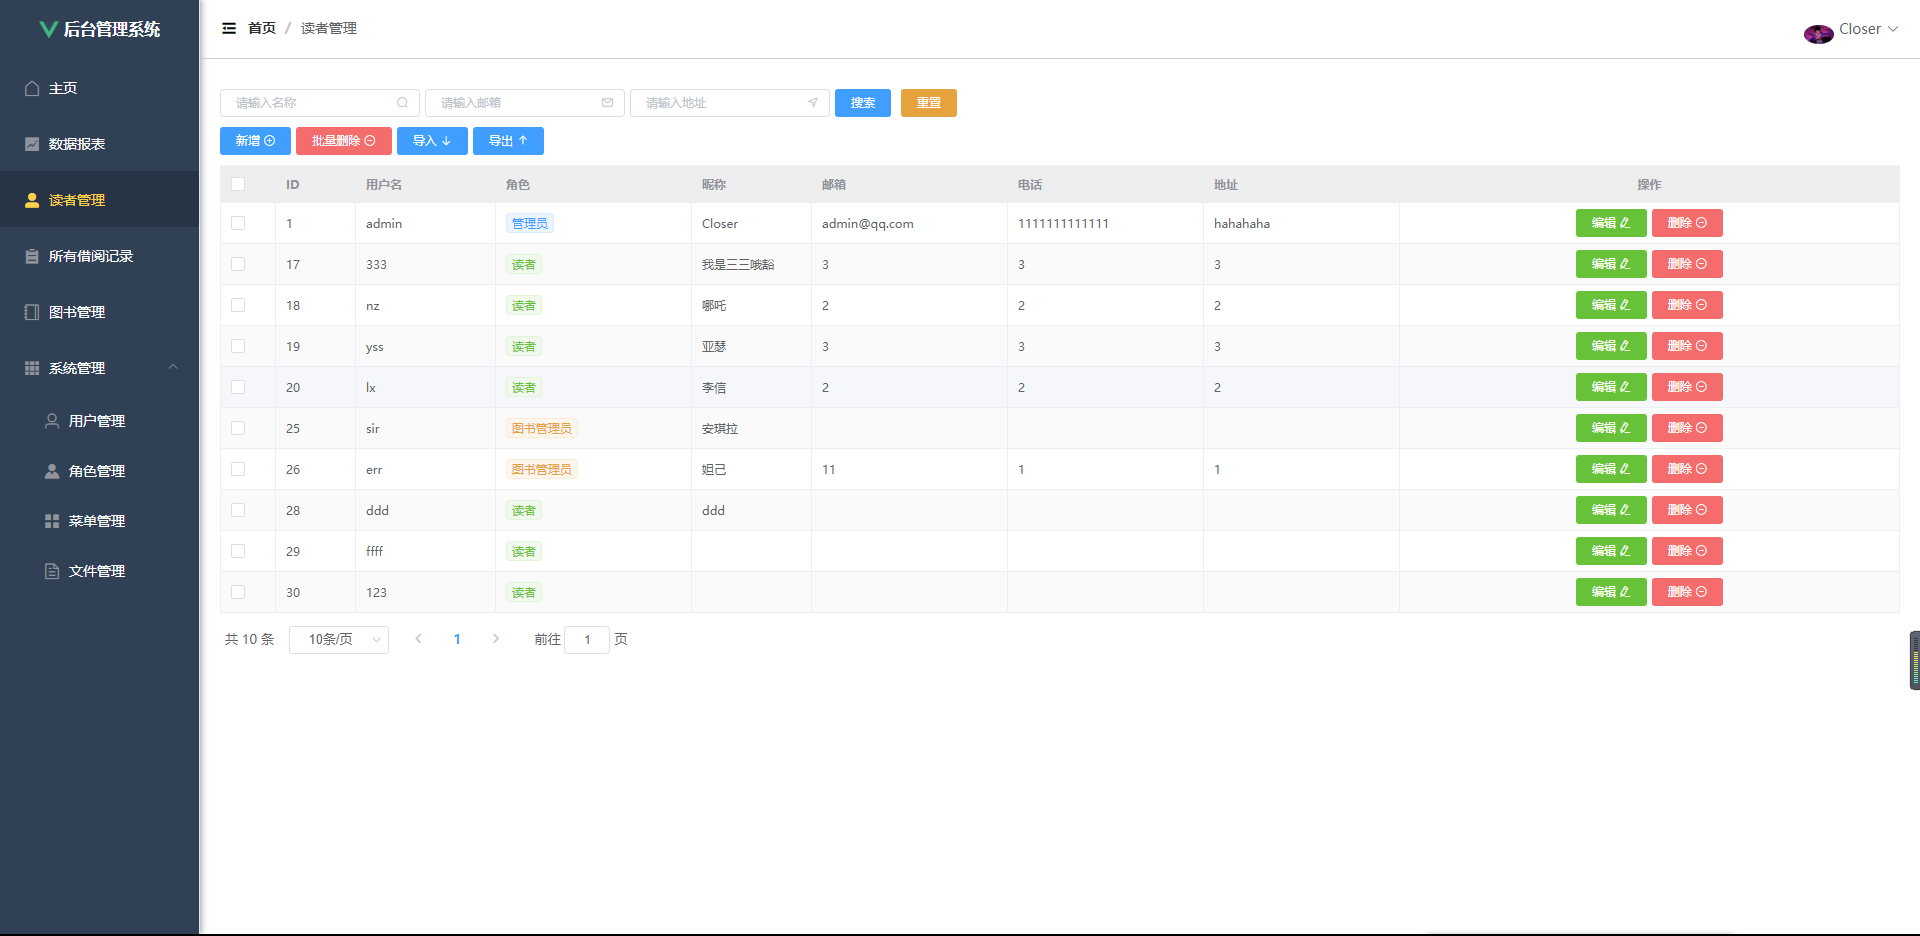 后台管理系统
主页
数据报表
读者管理
所有借阅记录
图书管理
系统管理
用户管理
角色管理
菜单管理
文件管理
首页 / 读者管理
Closer
请输入名称 请输入邮箱 请输入地址 搜索 重置
新增 批量删除 导入 导出
ID 用户名 角色 昵称 邮箱 电话 地址 操作
1 admin 管理员 Closer admin@qq.com 1111111111111 hahahaha 编辑 删除
17 333 读者 我是三三哦豁 3 3 3 编辑 删除
18 nz 读者 哪吒 2 2 2 编辑 删除
19 yss 读者 亚瑟 3 3 3 编辑 删除
20 lx 读者 李信 2 2 2 编辑 删除
25 sir 图书管理员 安琪拉 编辑 删除
26 err 图书管理员 妲己 11 1 1 编辑 删除
28 ddd 读者 ddd 编辑 删除
29 ffff 读者 编辑 删除
30 123 读者 编辑 删除
共 10 条 10条/页 1 前往 1 页